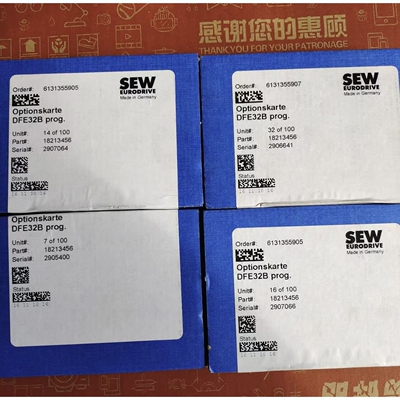 感谢您的惠顾
THANK YOU FOR YOUR PATRONAGE
Order#: 6131355905
SEW
EURODRIVE
Made in Germany
Optionskarte
DFE32B prog.
Unit#: 14 of 100
Part#: 18213456
Serial#: 2907064
Status
Order#: 6131355907
SEW
EURODRIVE
Made in Germany
Optionskarte
DFE32B prog.
Unit#: 32 of 100
Part#: 18213456
Serial#: 2906641
Status
Optionskarte
DFE32B prog.
Unit#: 7 of 100
Part#: 18213456
Serial#: 2905400
Status
Order#: 6131355905
SEW
EURODRIVE
Made in Germany
Optionskarte
DFE32B prog.
Unit#: 16 of 100
Part#: 18213456
Serial#: 2907066
Status